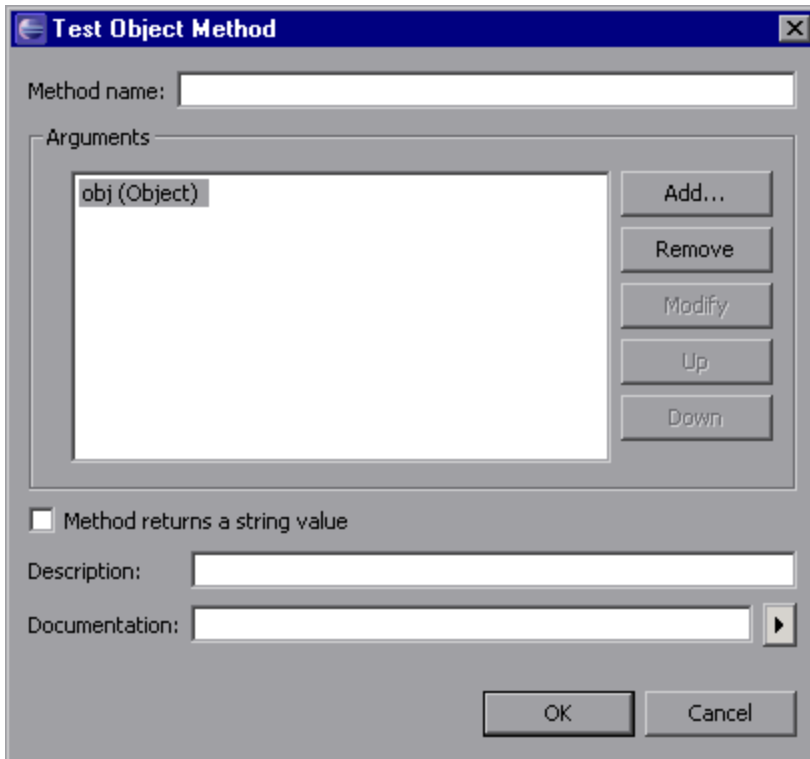 Test Object Method
Method name:
Arguments
obj (Object)
Add...
Remove
Modify
Up
Down
Method returns a string value
Description:
Documentation:
OK
Cancel